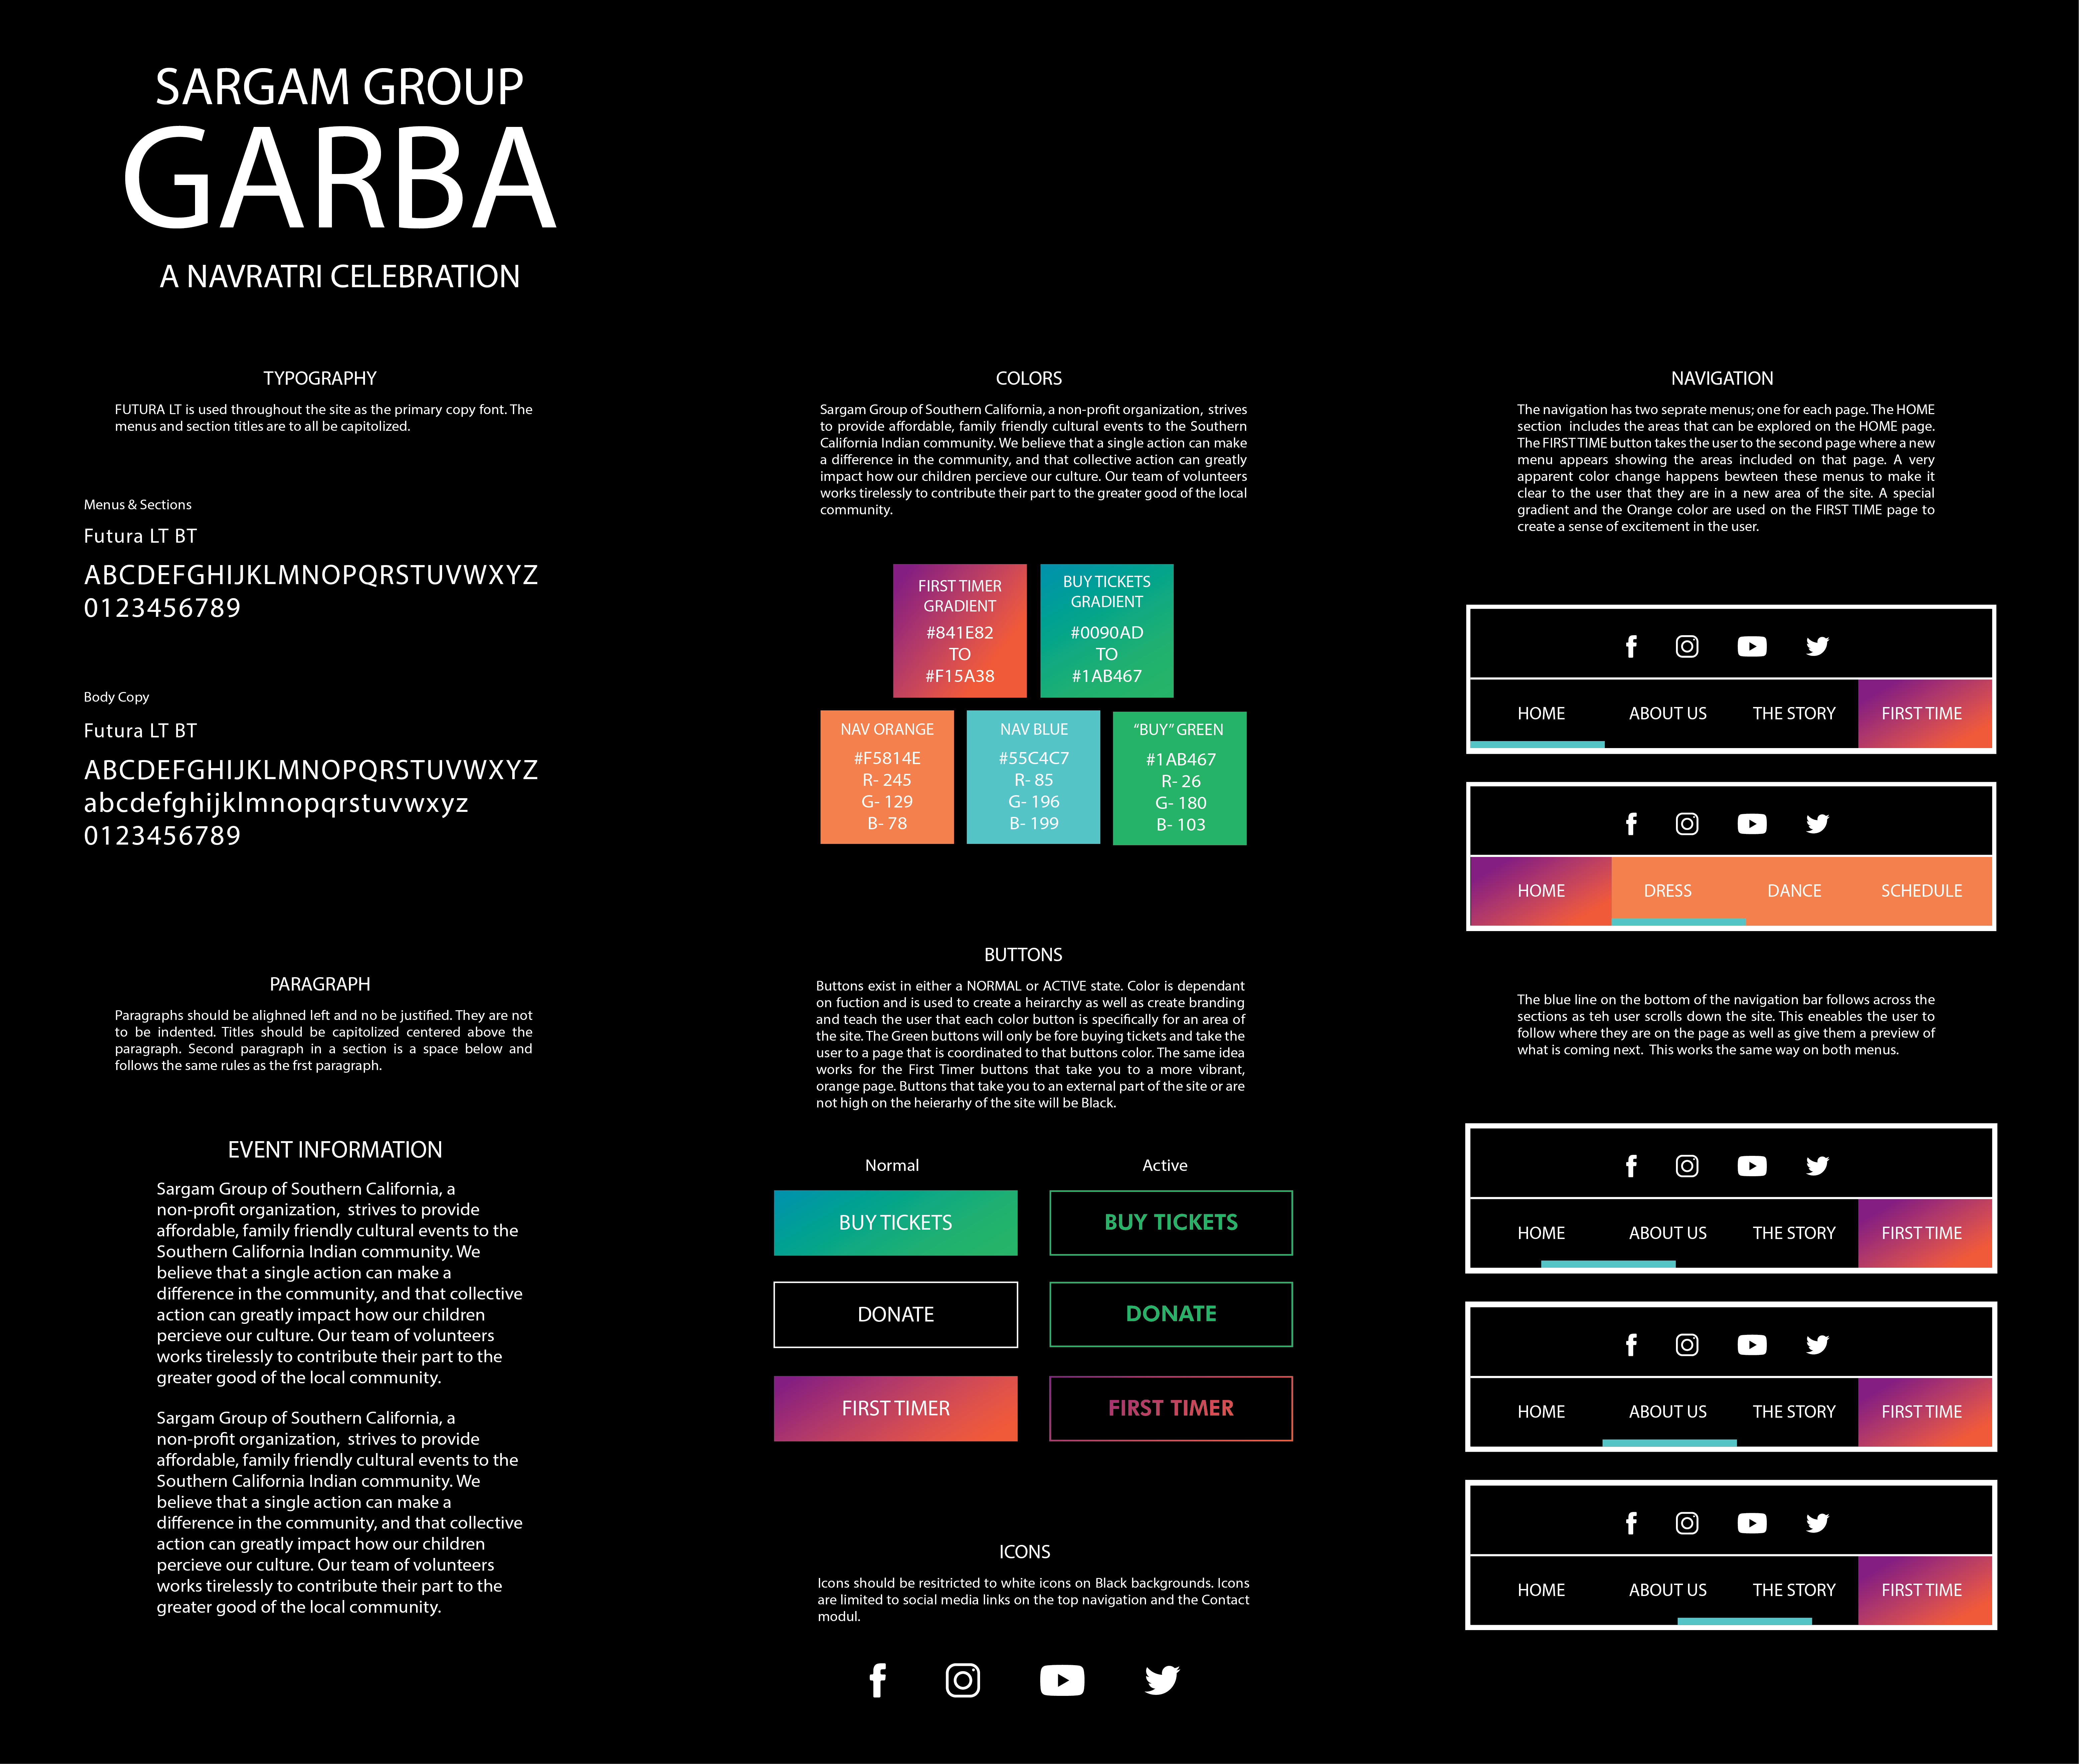 SARGAM GROUP
GARBA
A NAVRATRI CELEBRATION
TYPOGRAPHY
FUTURA LT is used throughout the site as the primary copy font. The
menus and section titles are to all be capitolized.
Menus & Sections
Futura LT BT
ABCDEFGHIJKLMNOPQRSTUVWXYZ
0123456789
Body Copy
Futura LT BT
ABCDEFGHIJKLMNOPQRSTUVWXYZ
abcdefghijklmnopqrstuvwxyz
0123456789
PARAGRAPH
Paragraphs should be alighned left and no be justified. They are not
to be indented. Titles should be capitolized centered above the
paragraph. Second paragraph in a section is a space below and
follows the same rules as the frst paragraph.
EVENT INFORMATION
Sargam Group of Southern California, a
non-profit organization, strives to provide
affordable, family friendly cultural events to the
Southern California Indian community. We
believe that a single action can make a
difference in the community, and that collective
action can greatly impact how our children
percieve our culture. Our team of volunteers
works tirelessly to contribute their part to the
greater good of the local community.
Sargam Group of Southern California, a
non-profit organization, strives to provide
affordable, family friendly cultural events to the
Southern California Indian community. We
believe that a single action can make a
difference in the community, and that collective
action can greatly impact how our children
percieve our culture. Our team of volunteers
works tirelessly to contribute their part to the
greater good of the local community.
COLORS
Sargam Group of Southern California, a non-profit organization, strives
to provide affordable, family friendly cultural events to the Southern
California Indian community. We believe that a single action can make
a difference in the community, and that collective action can greatly
impact how our children percieve our culture. Our team of volunteers
works tirelessly to contribute their part to the greater good of the local
community.
FIRST TIMER
GRADIENT
#841E82
TO
#F15A38
BUY TICKETS
GRADIENT
#0090AD
TO
#1AB467
NAV ORANGE
#F5814E
R- 245
G- 129
B- 78
NAV BLUE
#55C4C7
R- 85
G- 196
B- 199
“BUY” GREEN
#1AB467
R- 26
G- 180
B- 103
BUTTONS
Buttons exist in either a NORMAL or ACTIVE state. Color is dependant
on fuction and is used to create a heirarchy as well as create branding
and teach the user that each color button is specifically for an area of
the site. The Green buttons will only be fore buying tickets and take the
user to a page that is coordinated to that buttons color. The same idea
works for the First Timer buttons that take you to a more vibrant,
orange page. Buttons that take you to an external part of the site or are
not high on the heierarhy of the site will be Black.
Normal
Active
BUY TICKETS
BUY TICKETS
DONATE
DONATE
FIRST TIMER
FIRST TIMER
ICONS
Icons should be resitricted to white icons on Black backgrounds. Icons
are limited to social media links on the top navigation and the Contact
modul.
NAVIGATION
The navigation has two seprate menus; one for each page. The HOME
section includes the areas that can be explored on the HOME page.
The FIRST TIME button takes the user to the second page where a new
menu appears showing the areas included on that page. A very
apparent color change happens bewteen these menus to make it
clear to the user that they are in a new area of the site. A special
gradient and the Orange color are used on the FIRST TIME page to
create a sense of excitement in the user.
HOME ABOUT US THE STORY FIRST TIME
HOME DRESS DANCE SCHEDULE
The blue line on the bottom of the navigation bar follows across the
sections as teh user scrolls down the site. This eneables the user to
follow where they are on the page as well as give them a preview of
what is coming next. This works the same way on both menus.
HOME ABOUT US THE STORY FIRST TIME
HOME ABOUT US THE STORY FIRST TIME
HOME ABOUT US THE STORY FIRST TIME